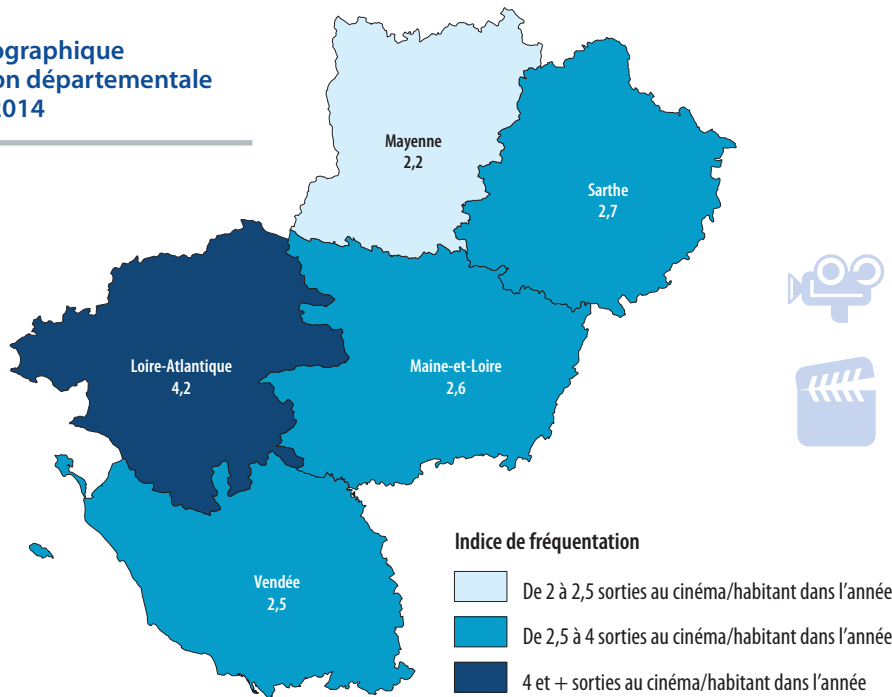 ographique
on départementale
2014
Mayenne
2,2
Sarthe
2,7
Loire-Atlantique
4,2
Maine-et-Loire
2,6
Vendée
2,5
Indice de fréquentation
De 2 à 2,5 sorties au cinéma/habitant dans l’année
De 2,5 à 4 sorties au cinéma/habitant dans l’année
4 et + sorties au cinéma/habitant dans l’année